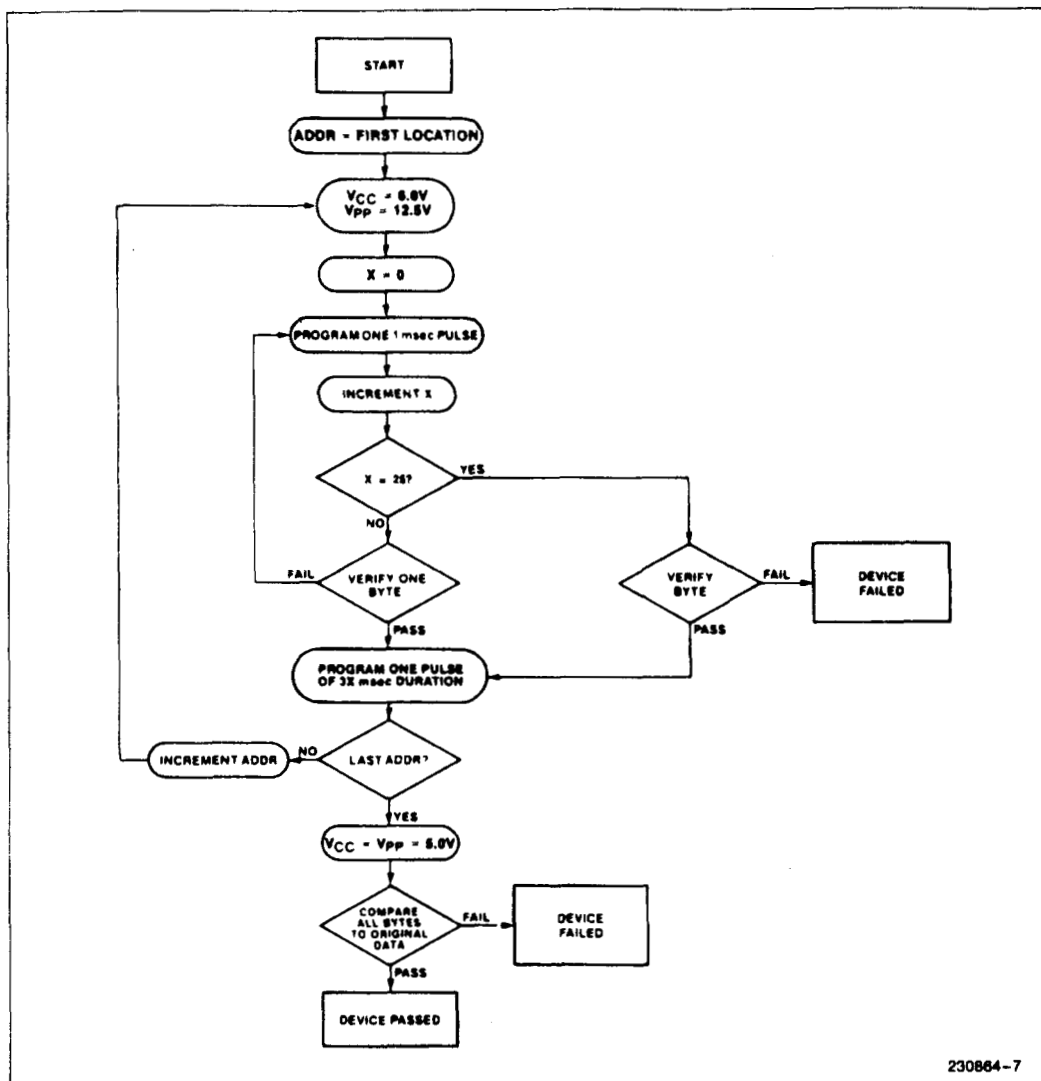 START
ADDR = FIRST LOCATION
VCC = 6.0V
VPP = 12.5V
X = 0
PROGRAM ONE 1 msec PULSE
INCREMENT X
X = 25?
YES
NO
FAIL
VERIFY ONE
BYTE
PASS
VERIFY
BYTE
FAIL
PASS
DEVICE
FAILED
PROGRAM ONE PULSE
OF 3X msec DURATION
INCREMENT ADDR
NO
LAST ADDR?
YES
VCC = VPP = 5.0V
COMPARE
ALL BYTES
TO ORIGINAL
DATA
FAIL
DEVICE
FAILED
PASS
DEVICE PASSED
230864-7